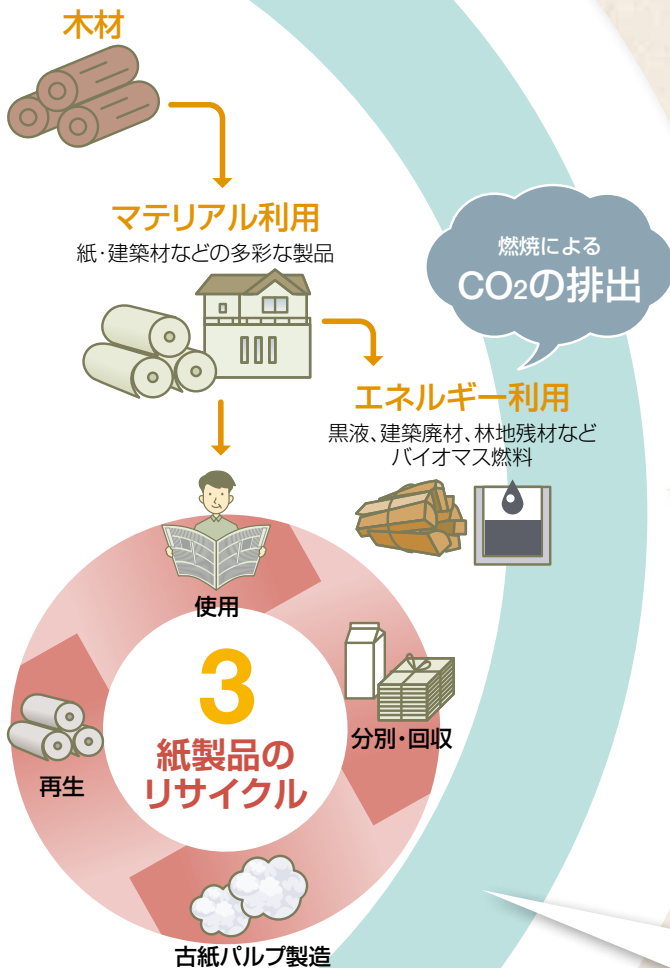 木材
マテリアル利用
紙・建築材などの多彩な製品
燃焼による
CO2の排出
エネルギー利用
黒液、建築廃材、林地残材など
バイオマス燃料
使用
3
紙製品の
リサイクル
分別・回収
再生
古紙パルプ製造